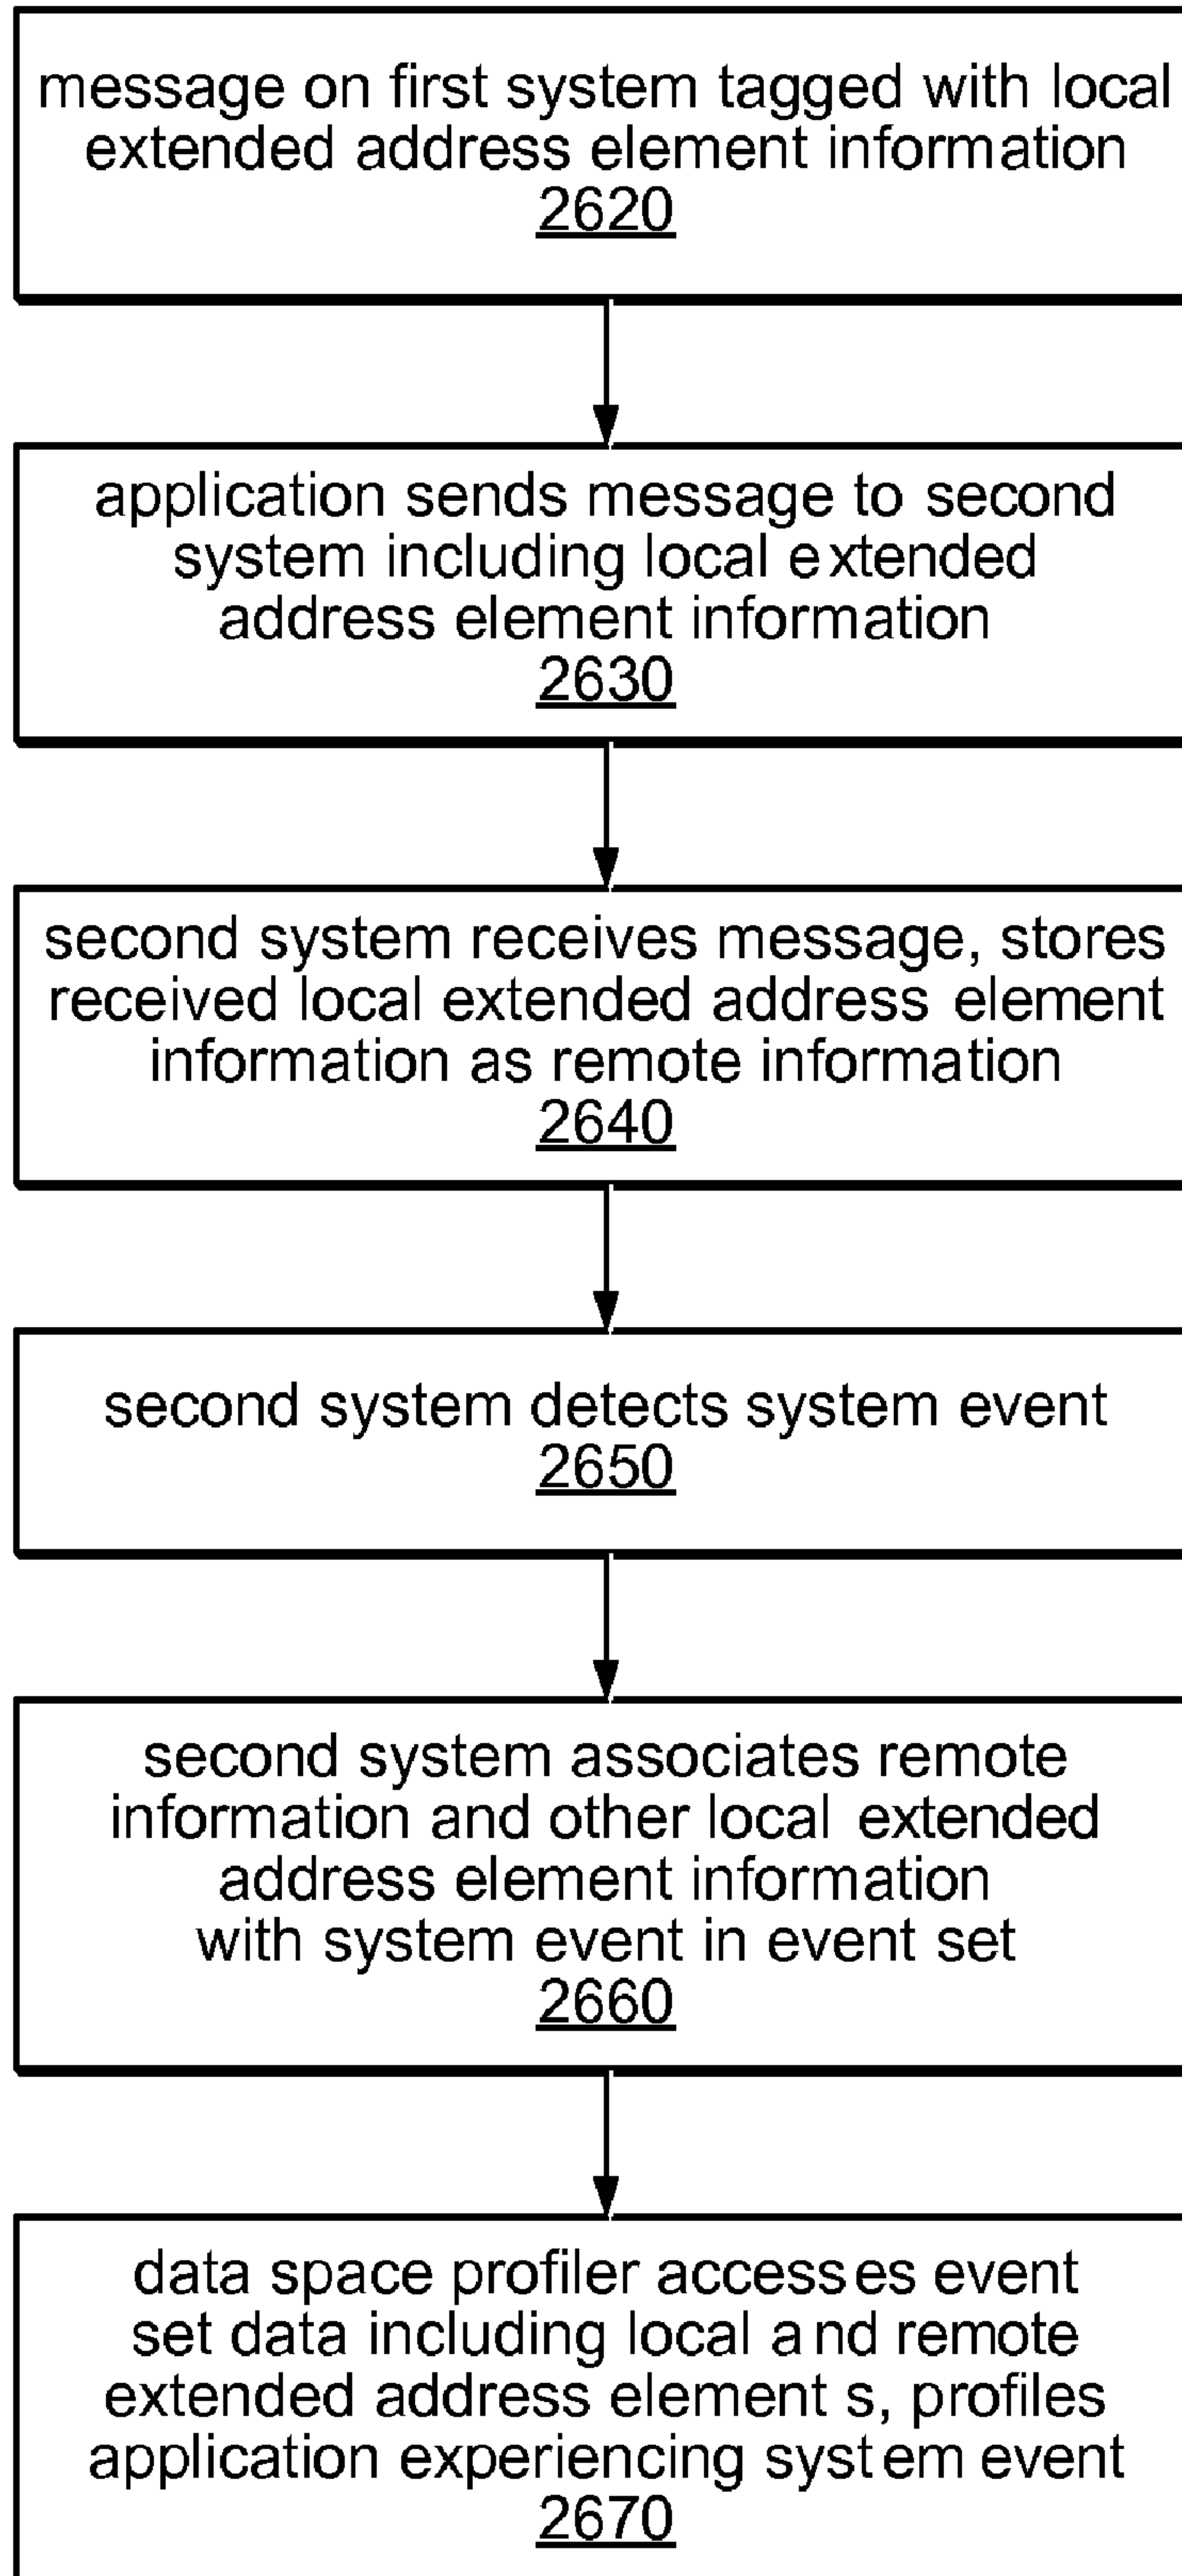 message on first system tagged with local
extended address element information
2620
application sends message to second
system including local extended
address element information
2630
second system receives message, stores
received local extended address element
information as remote information
2640
second system detects system event
2650
second system associates remote
information and other local extended
address element information
with system event in event set
2660
data space profiler accesses event
set data including local and remote
extended address element s, profiles
application experiencing system event
2670